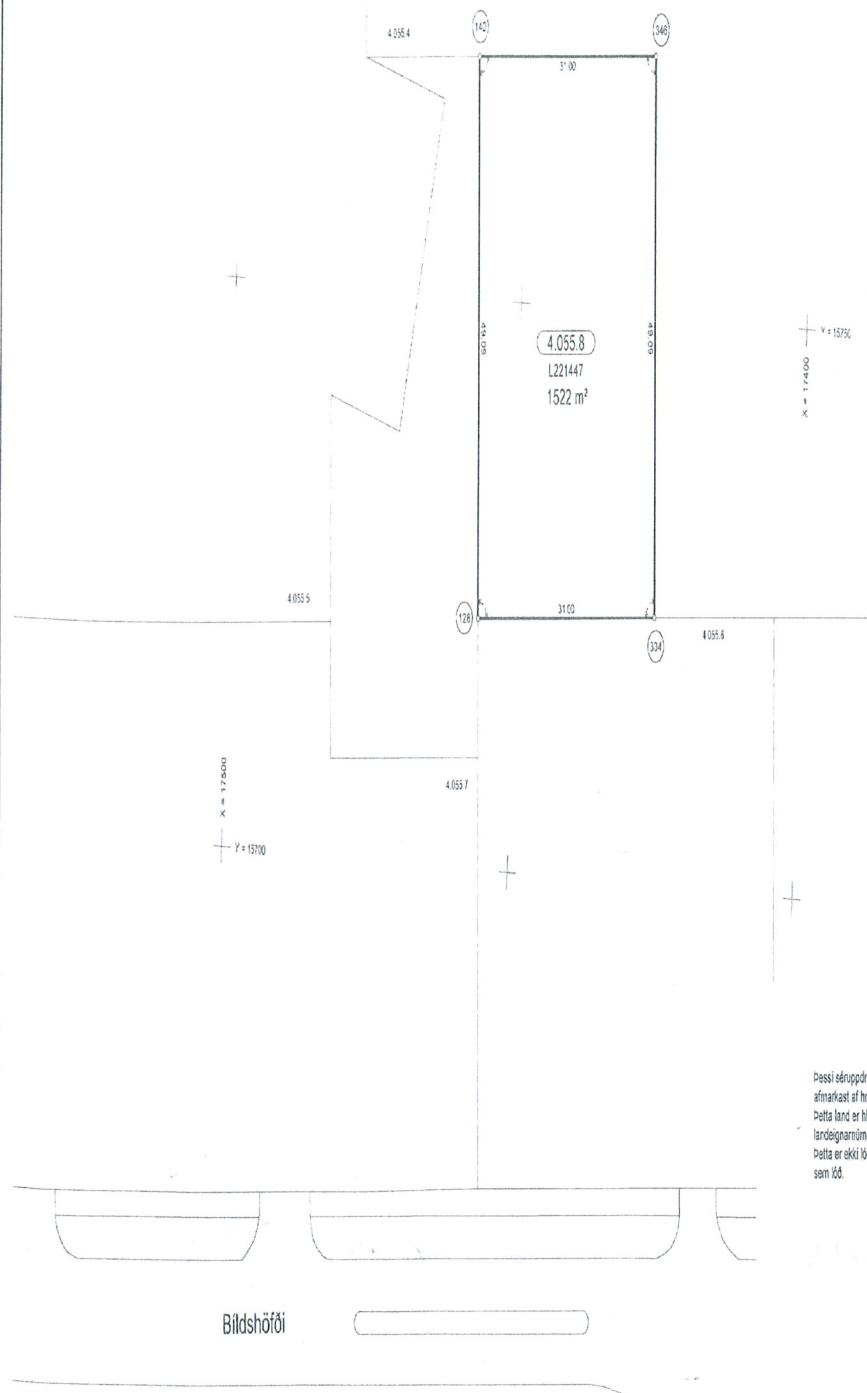 4.055.4
140
346
31.00
49.09
49.09
4.055.8
L221447
1522 m²
Y = 15750
X = 17400
4.055.5
128
31.00
334
4.055.6
4.055.7
X = 17500
Y = 15700
Þessi séruppdr
afmarkast af hn
Þetta land er hl
landeignarnúm
Þetta er ekki ló
sem lóð.
Bíldshöfði